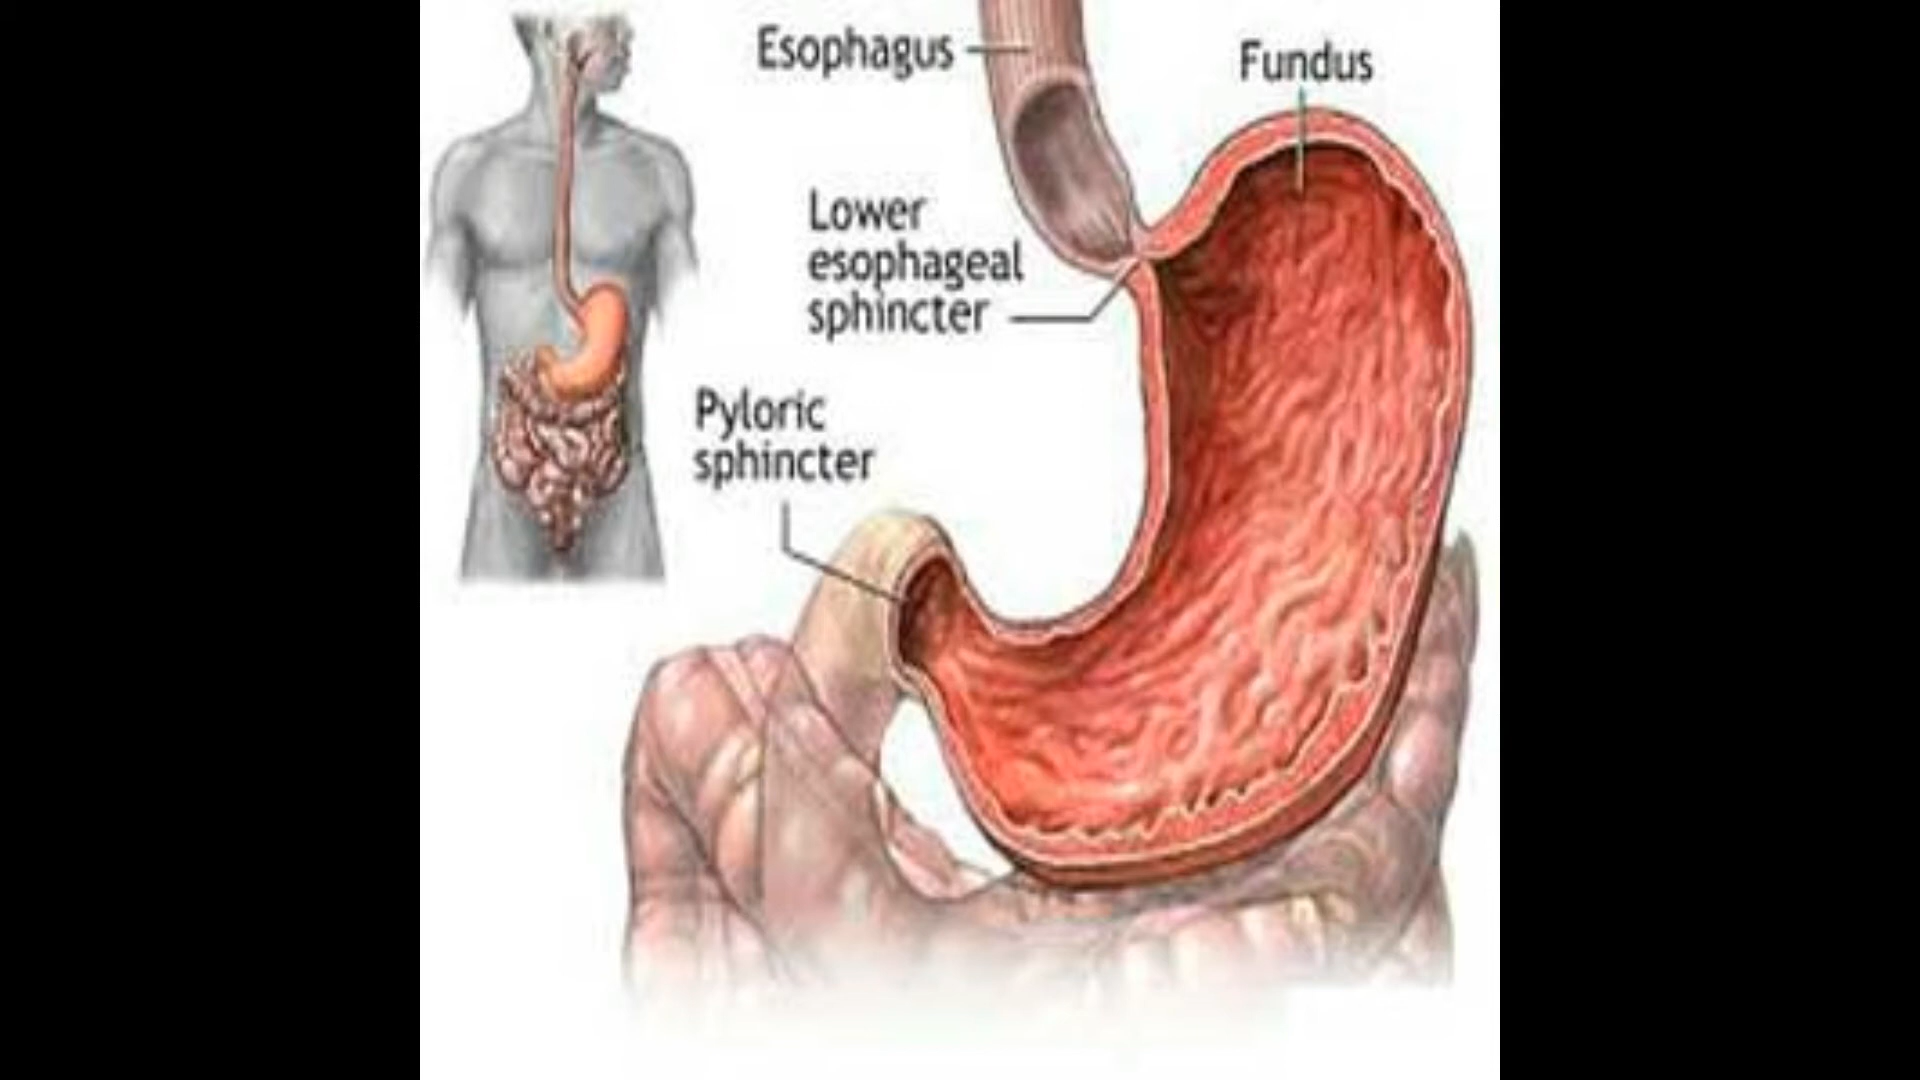 Esophagus
Fundus
Lower
esophageal
sphincter
Pyloric
sphincter